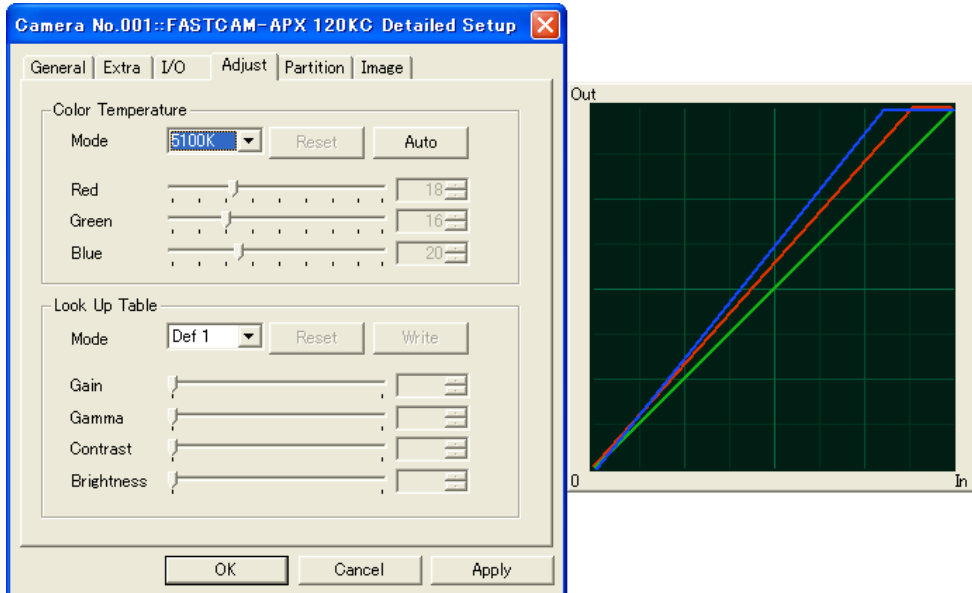 Camera No.001::FASTCAM-APX 120KC Detailed Setup
General Extra I/O Adjust Partition Image
Color Temperature
Mode 5100K Reset Auto
Red 18
Green 16
Blue 20
Look Up Table
Mode Def 1 Reset Write
Gain
Gamma
Contrast
Brightness
OK Cancel Apply
Out
0 In